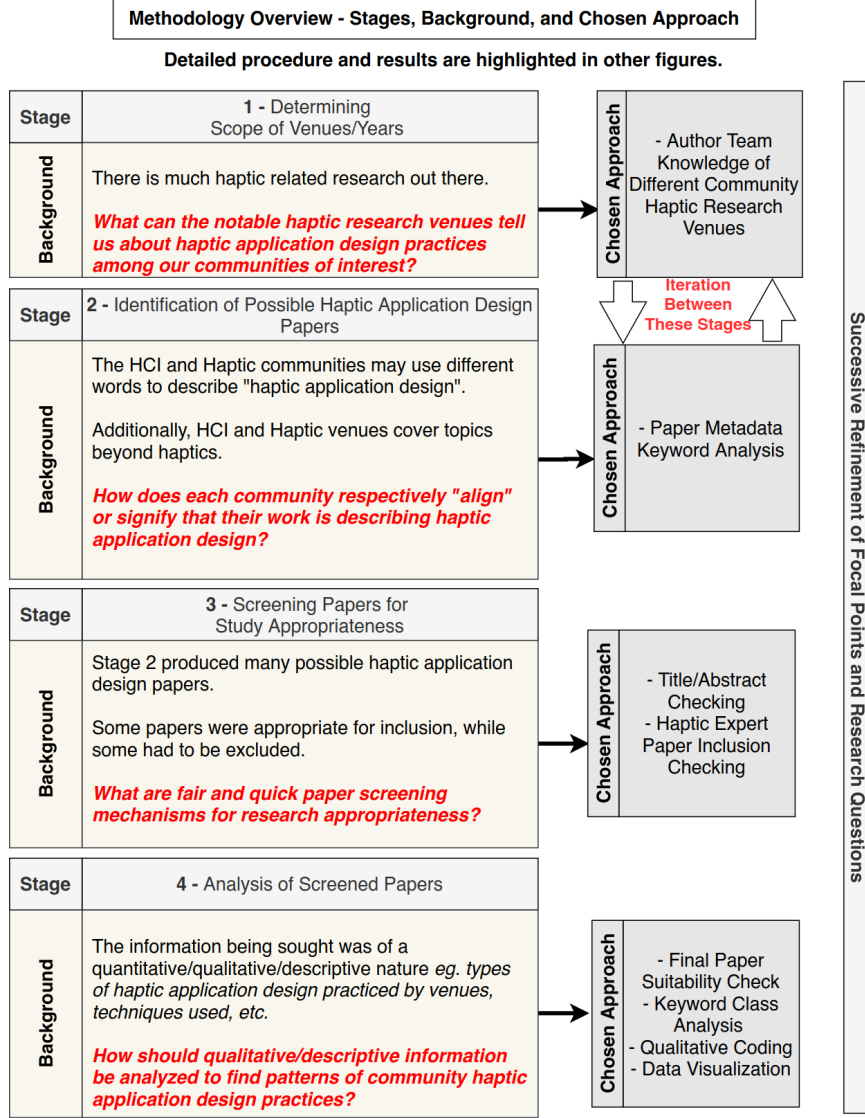 Methodology Overview - Stages, Background, and Chosen Approach
Detailed procedure and results are highlighted in other figures.
Stage
1 - Determining
Scope of Venues/Years
Background
There is much haptic related research out there.
What can the notable haptic research venues tell
us about haptic application design practices
among our communities of interest?
Chosen Approach
- Author Team
Knowledge of
Different Community
Haptic Research
Venues
Iteration
Between
These Stages
Stage
2 - Identification of Possible Haptic Application Design
Papers
Background
The HCI and Haptic communities may use different
words to describe "haptic application design".
Additionally, HCI and Haptic venues cover topics
beyond haptics.
How does each community respectively "align"
or signify that their work is describing haptic
application design?
Chosen Approach
- Paper Metadata
Keyword Analysis
Stage
3 - Screening Papers for
Study Appropriateness
Background
Stage 2 produced many possible haptic application
design papers.
Some papers were appropriate for inclusion, while
some had to be excluded.
What are fair and quick paper screening
mechanisms for research appropriateness?
Chosen Approach
- Title/Abstract
Checking
- Haptic Expert
Paper Inclusion
Checking
Stage
4 - Analysis of Screened Papers
Background
The information being sought was of a
quantitative/qualitative/descriptive nature eg. types
of haptic application design practiced by venues,
techniques used, etc.
How should qualitative/descriptive information
be analyzed to find patterns of community haptic
application design practices?
Chosen Approach
- Final Paper
Suitability Check
- Keyword Class
Analysis
- Qualitative Coding
- Data Visualization
Successive Refinement of Focal Points and Research Questions